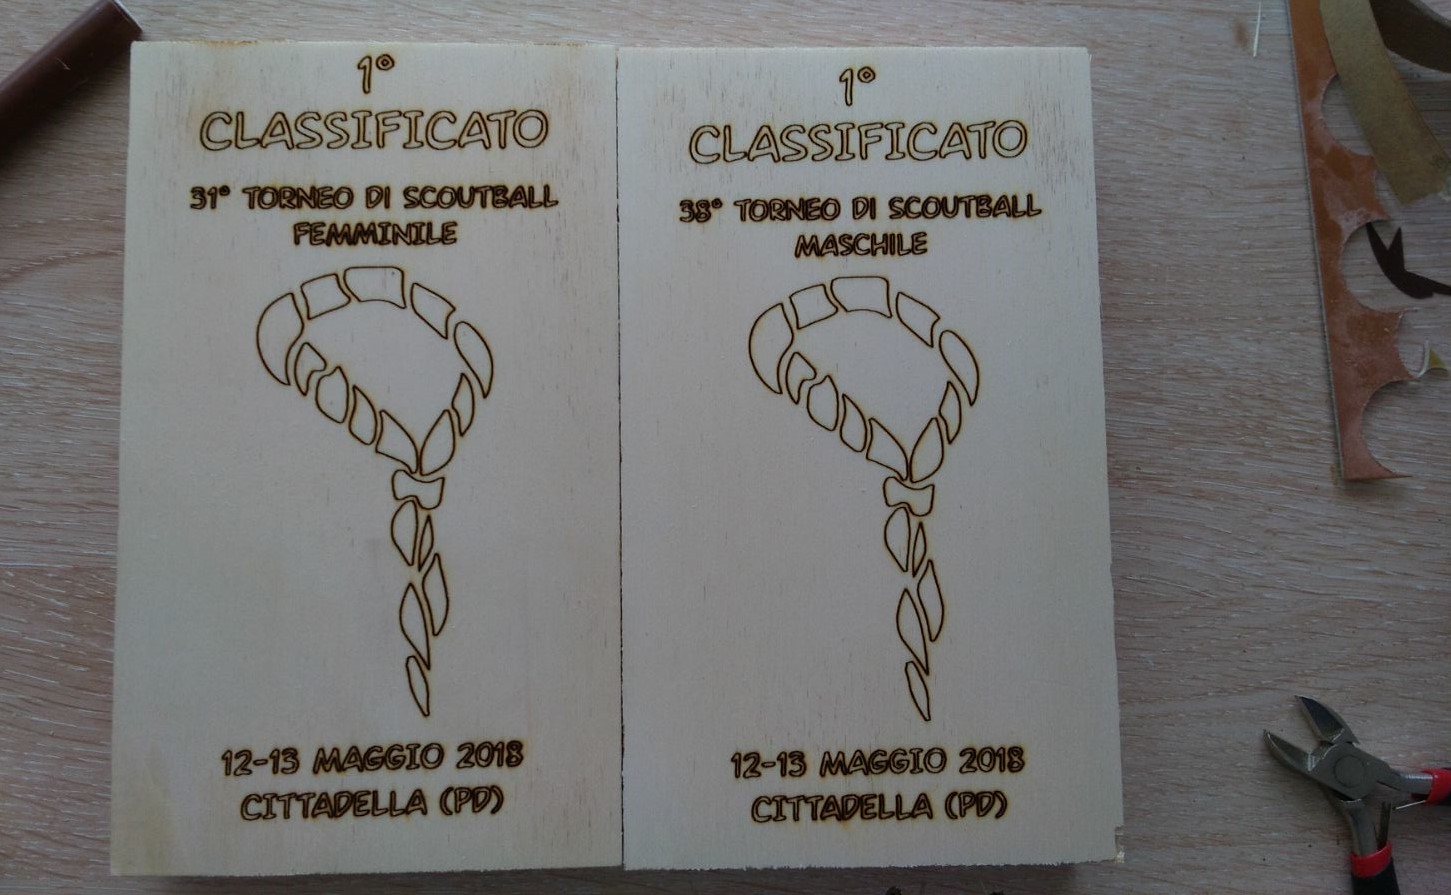 1°
CLASSIFICATO
31° TORNEO DI SCOUTBALL
FEMMINILE
12-13 MAGGIO 2018
CITTADELLA (PD)
1°
CLASSIFICATO
38° TORNEO DI SCOUTBALL
MASCHILE
12-13 MAGGIO 2018
CITTADELLA (PD)